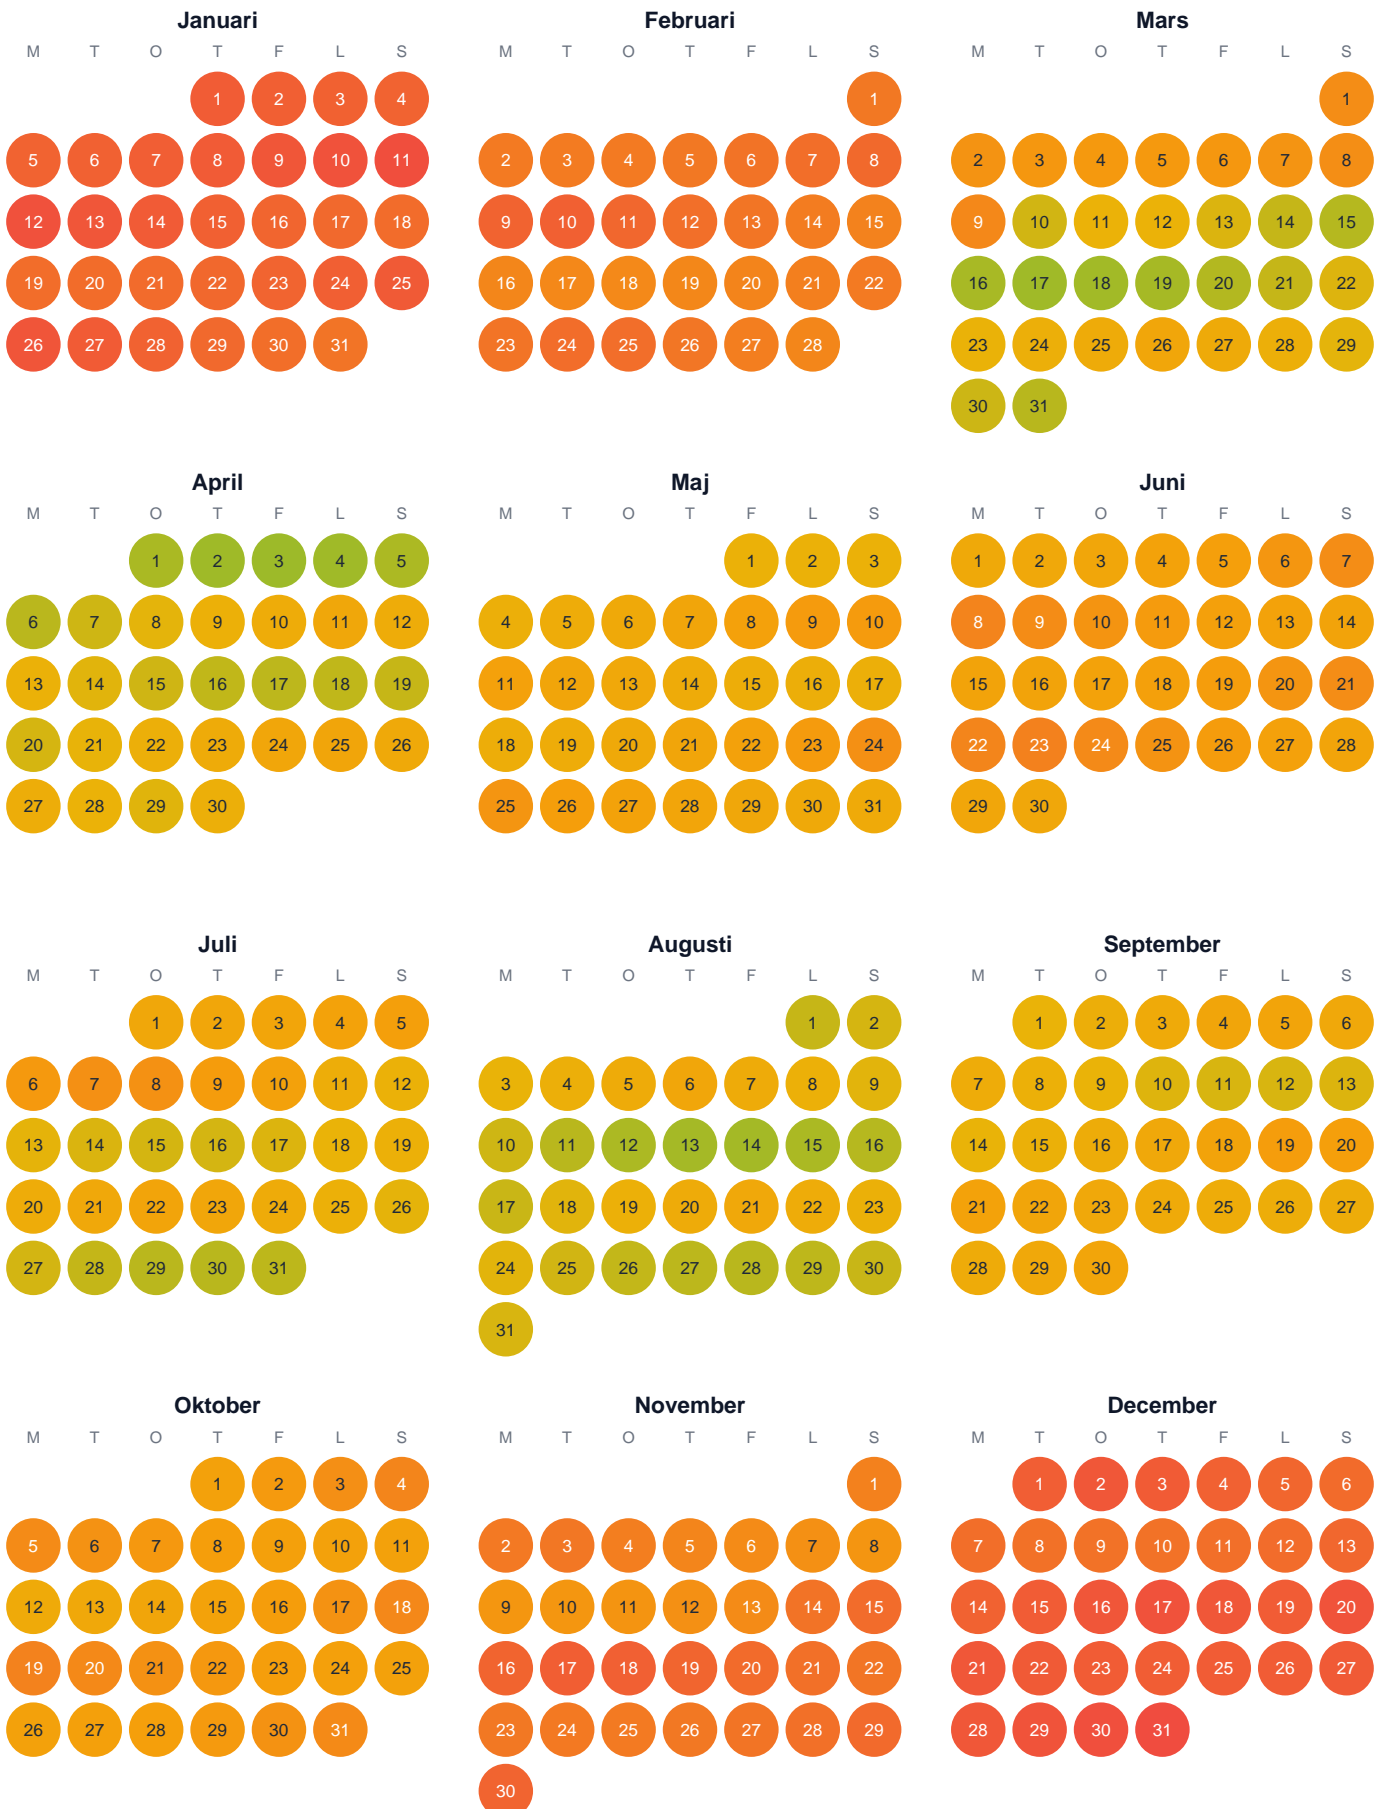 Januari
M T O T F L S
1 2 3 4
5 6 7 8 9 10 11
12 13 14 15 16 17 18
19 20 21 22 23 24 25
26 27 28 29 30 31
Februari
M T O T F L S
1
2 3 4 5 6 7 8
9 10 11 12 13 14 15
16 17 18 19 20 21 22
23 24 25 26 27 28
Mars
M T O T F L S
1
2 3 4 5 6 7 8
9 10 11 12 13 14 15
16 17 18 19 20 21 22
23 24 25 26 27 28 29
30 31
April
M T O T F L S
1 2 3 4 5
6 7 8 9 10 11 12
13 14 15 16 17 18 19
20 21 22 23 24 25 26
27 28 29 30
Maj
M T O T F L S
1 2 3
4 5 6 7 8 9 10
11 12 13 14 15 16 17
18 19 20 21 22 23 24
25 26 27 28 29 30 31
Juni
M T O T F L S
1 2 3 4 5 6 7
8 9 10 11 12 13 14
15 16 17 18 19 20 21
22 23 24 25 26 27 28
29 30
Juli
M T O T F L S
1 2 3 4 5
6 7 8 9 10 11 12
13 14 15 16 17 18 19
20 21 22 23 24 25 26
27 28 29 30 31
Augusti
M T O T F L S
1 2
3 4 5 6 7 8 9
10 11 12 13 14 15 16
17 18 19 20 21 22 23
24 25 26 27 28 29 30
31
September
M T O T F L S
1 2 3 4 5 6
7 8 9 10 11 12 13
14 15 16 17 18 19 20
21 22 23 24 25 26 27
28 29 30
Oktober
M T O T F L S
1 2 3 4
5 6 7 8 9 10 11
12 13 14 15 16 17 18
19 20 21 22 23 24 25
26 27 28 29 30 31
November
M T O T F L S
1
2 3 4 5 6 7 8
9 10 11 12 13 14 15
16 17 18 19 20 21 22
23 24 25 26 27 28 29
30
December
M T O T F L S
1 2 3 4 5 6
7 8 9 10 11 12 13
14 15 16 17 18 19 20
21 22 23 24 25 26 27
28 29 30 31